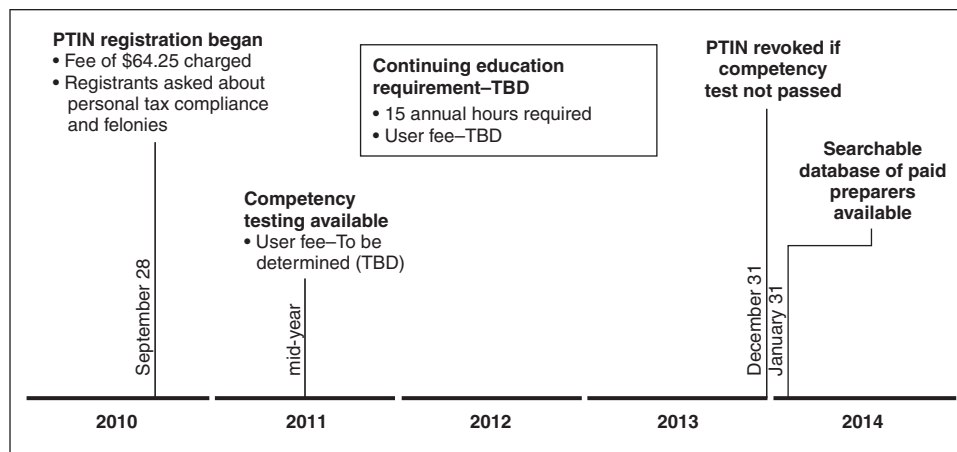 PTIN registration began
• Fee of $64.25 charged
• Registrants asked about
personal tax compliance
and felonies
September 28
Competency
testing available
• User fee–To be
determined (TBD)
mid-year
Continuing education
requirement–TBD
• 15 annual hours required
• User fee–TBD
PTIN revoked if
competency
test not passed
December 31
Searchable
database of paid
preparers
available
January 31
2010
2011
2012
2013
2014